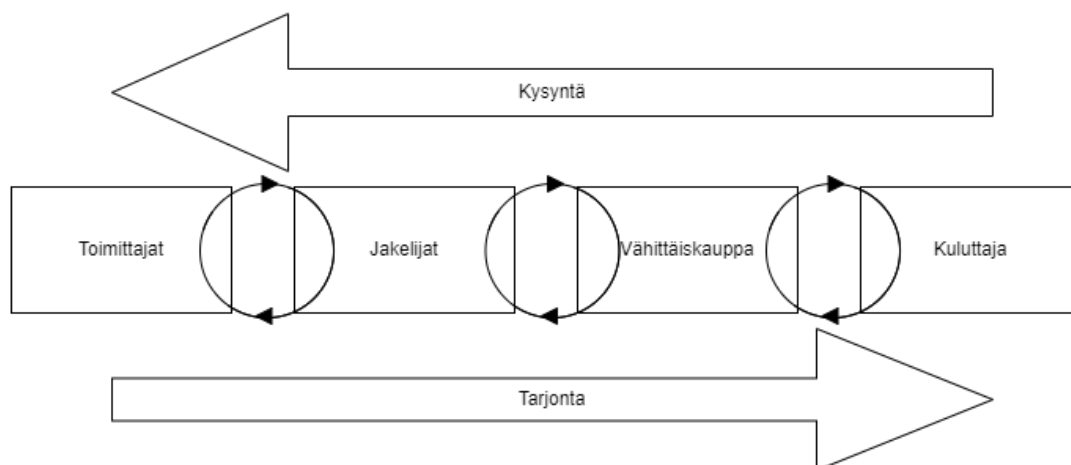 Kysyntä
Toimittajat
Jakelijat
Vähittäiskauppa
Kuluttaja
Tarjonta